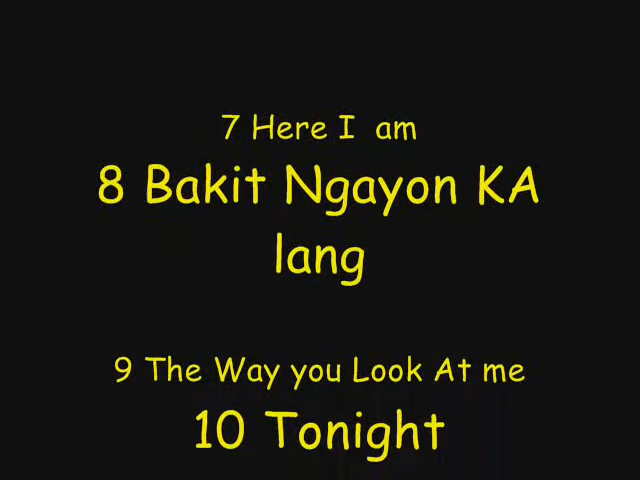 7 Here I am
8 Bakit Ngayon KA
lang
9 The Way you Look At me
10 Tonight